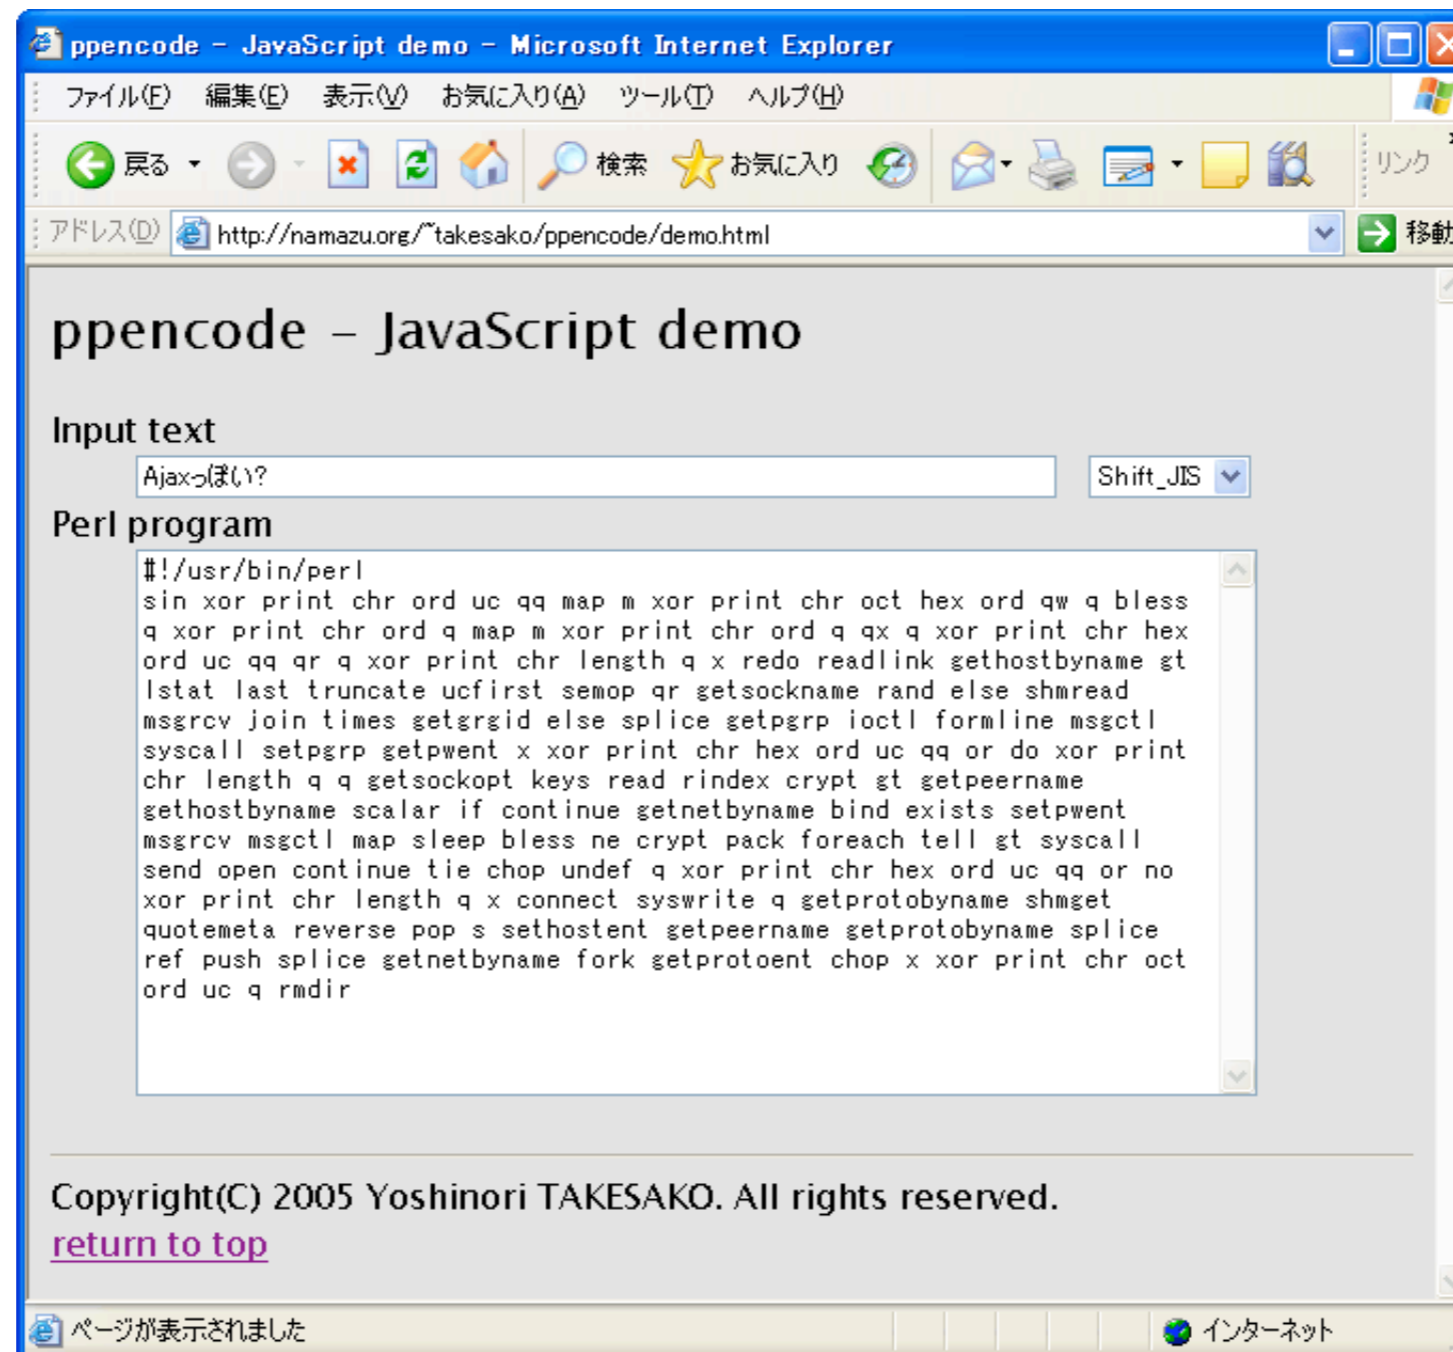 ppencode - JavaScript demo - Microsoft Internet Explorer
ファイル(F) 編集(E) 表示(V) お気に入り(A) ツール(T) ヘルプ(H)
戻る 検索 お気に入り リンク
アドレス(D) http://namazu.org/~takesako/ppencode/demo.html 移動
ppencode – JavaScript demo
Input text
Ajaxっぽい? Shift_JIS
Perl program
#!/usr/bin/perl
sin xor print chr ord uc qq map m xor print chr oct hex ord qw q bless
q xor print chr ord q map m xor print chr ord q qx q xor print chr hex
ord uc qq qr q xor print chr length q x redo readlink gethostbyname gt
lstat last truncate ucfirst semop qr getsockname rand else shmread
msgrcv join times getgrgid else splice getpgrp ioctl formline msgctl
syscall setpgrp getpwent x xor print chr hex ord uc qq or do xor print
chr length q q getsockopt keys read rindex crypt gt getpeername
gethostbyname scalar if continue getnetbyname bind exists setpwent
msgrcv msgctl map sleep bless ne crypt pack foreach tell gt syscall
send open continue tie chop undef q xor print chr hex ord uc qq or no
xor print chr length q x connect syswrite q getprotobyname shmget
quotemeta reverse pop s sethostent getpeername getprotobyname splice
ref push splice getnetbyname fork getprotoent chop x xor print chr oct
ord uc q rmdir
Copyright(C) 2005 Yoshinori TAKESAKO. All rights reserved.
return to top
ページが表示されました インターネット